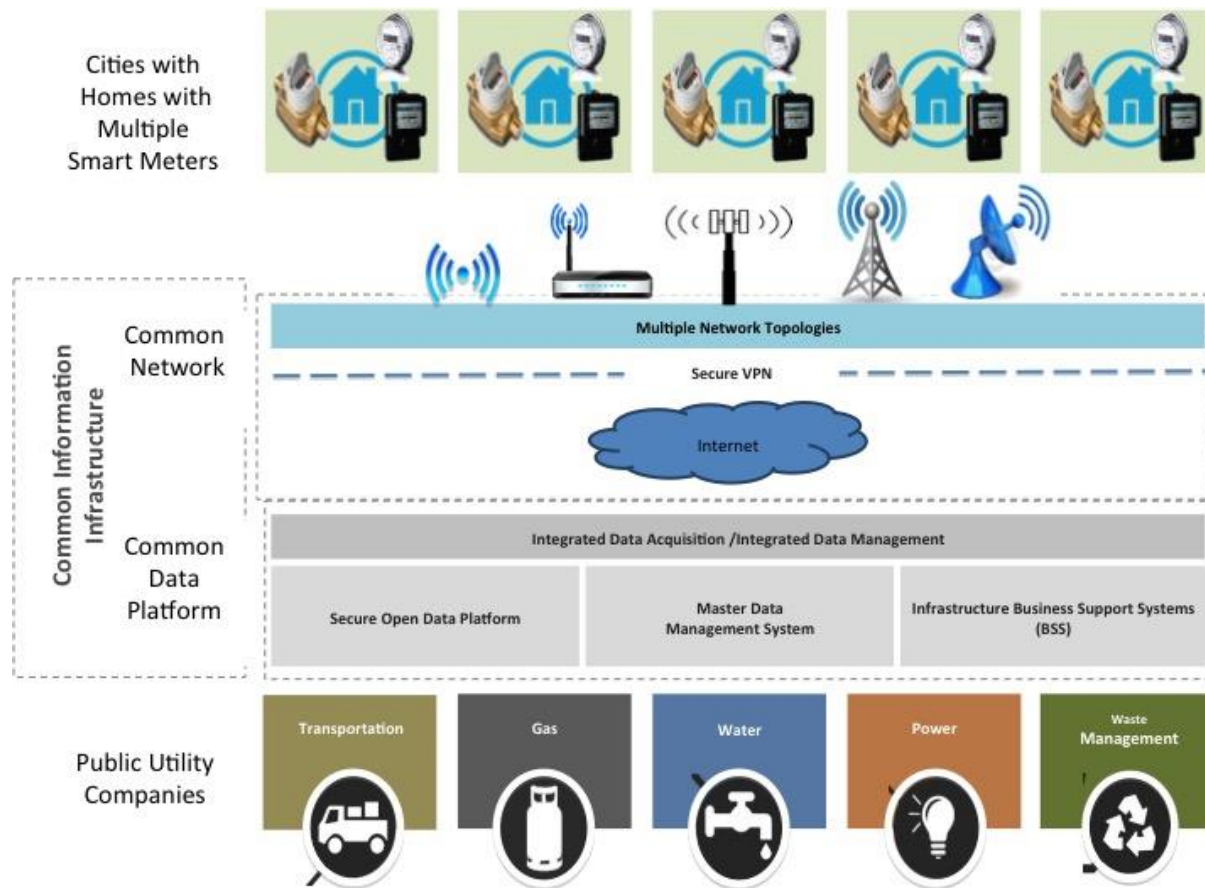 Cities with
Homes with
Multiple
Smart Meters
Common Information
Infrastructure
Common
Network
Multiple Network Topologies
Secure VPN
Internet
Common
Data
Platform
Integrated Data Acquisition /Integrated Data Management
Secure Open Data Platform
Master Data
Management System
Infrastructure Business Support Systems
(BSS)
Public Utility
Companies
Transportation
Gas
Water
Power
Waste
Management